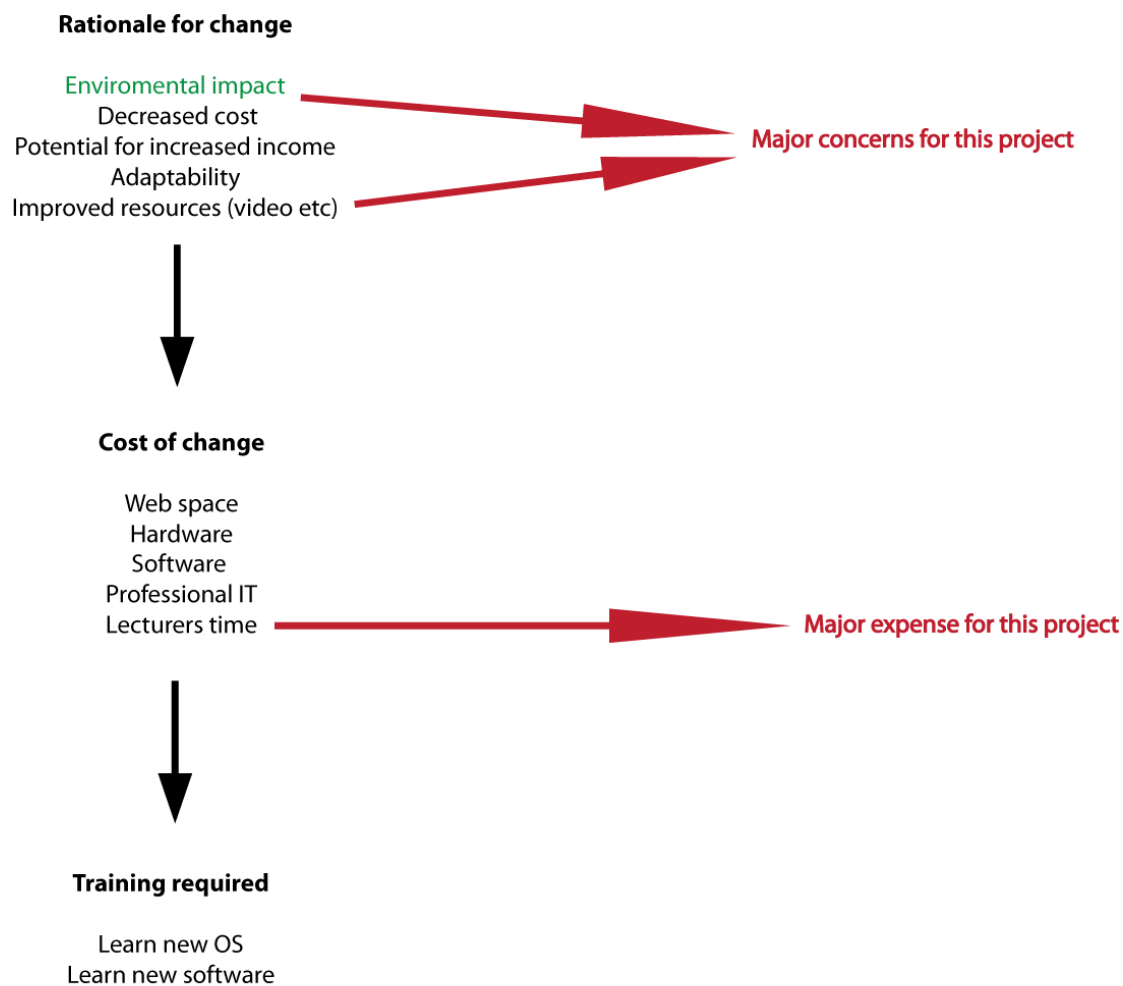 Rationale for change
Enviromental impact
Decreased cost
Potential for increased income
Adaptability
Improved resources (video etc)
Major concerns for this project
Cost of change
Web space
Hardware
Software
Professional IT
Lecturers time
Major expense for this project
Training required
Learn new OS
Learn new software